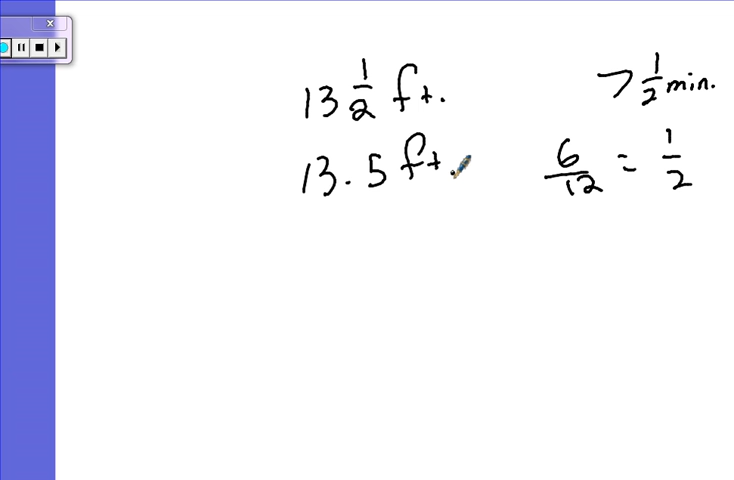 13 1/2 ft.
7 1/2 min.
13.5 ft.
6/12 = 1/2